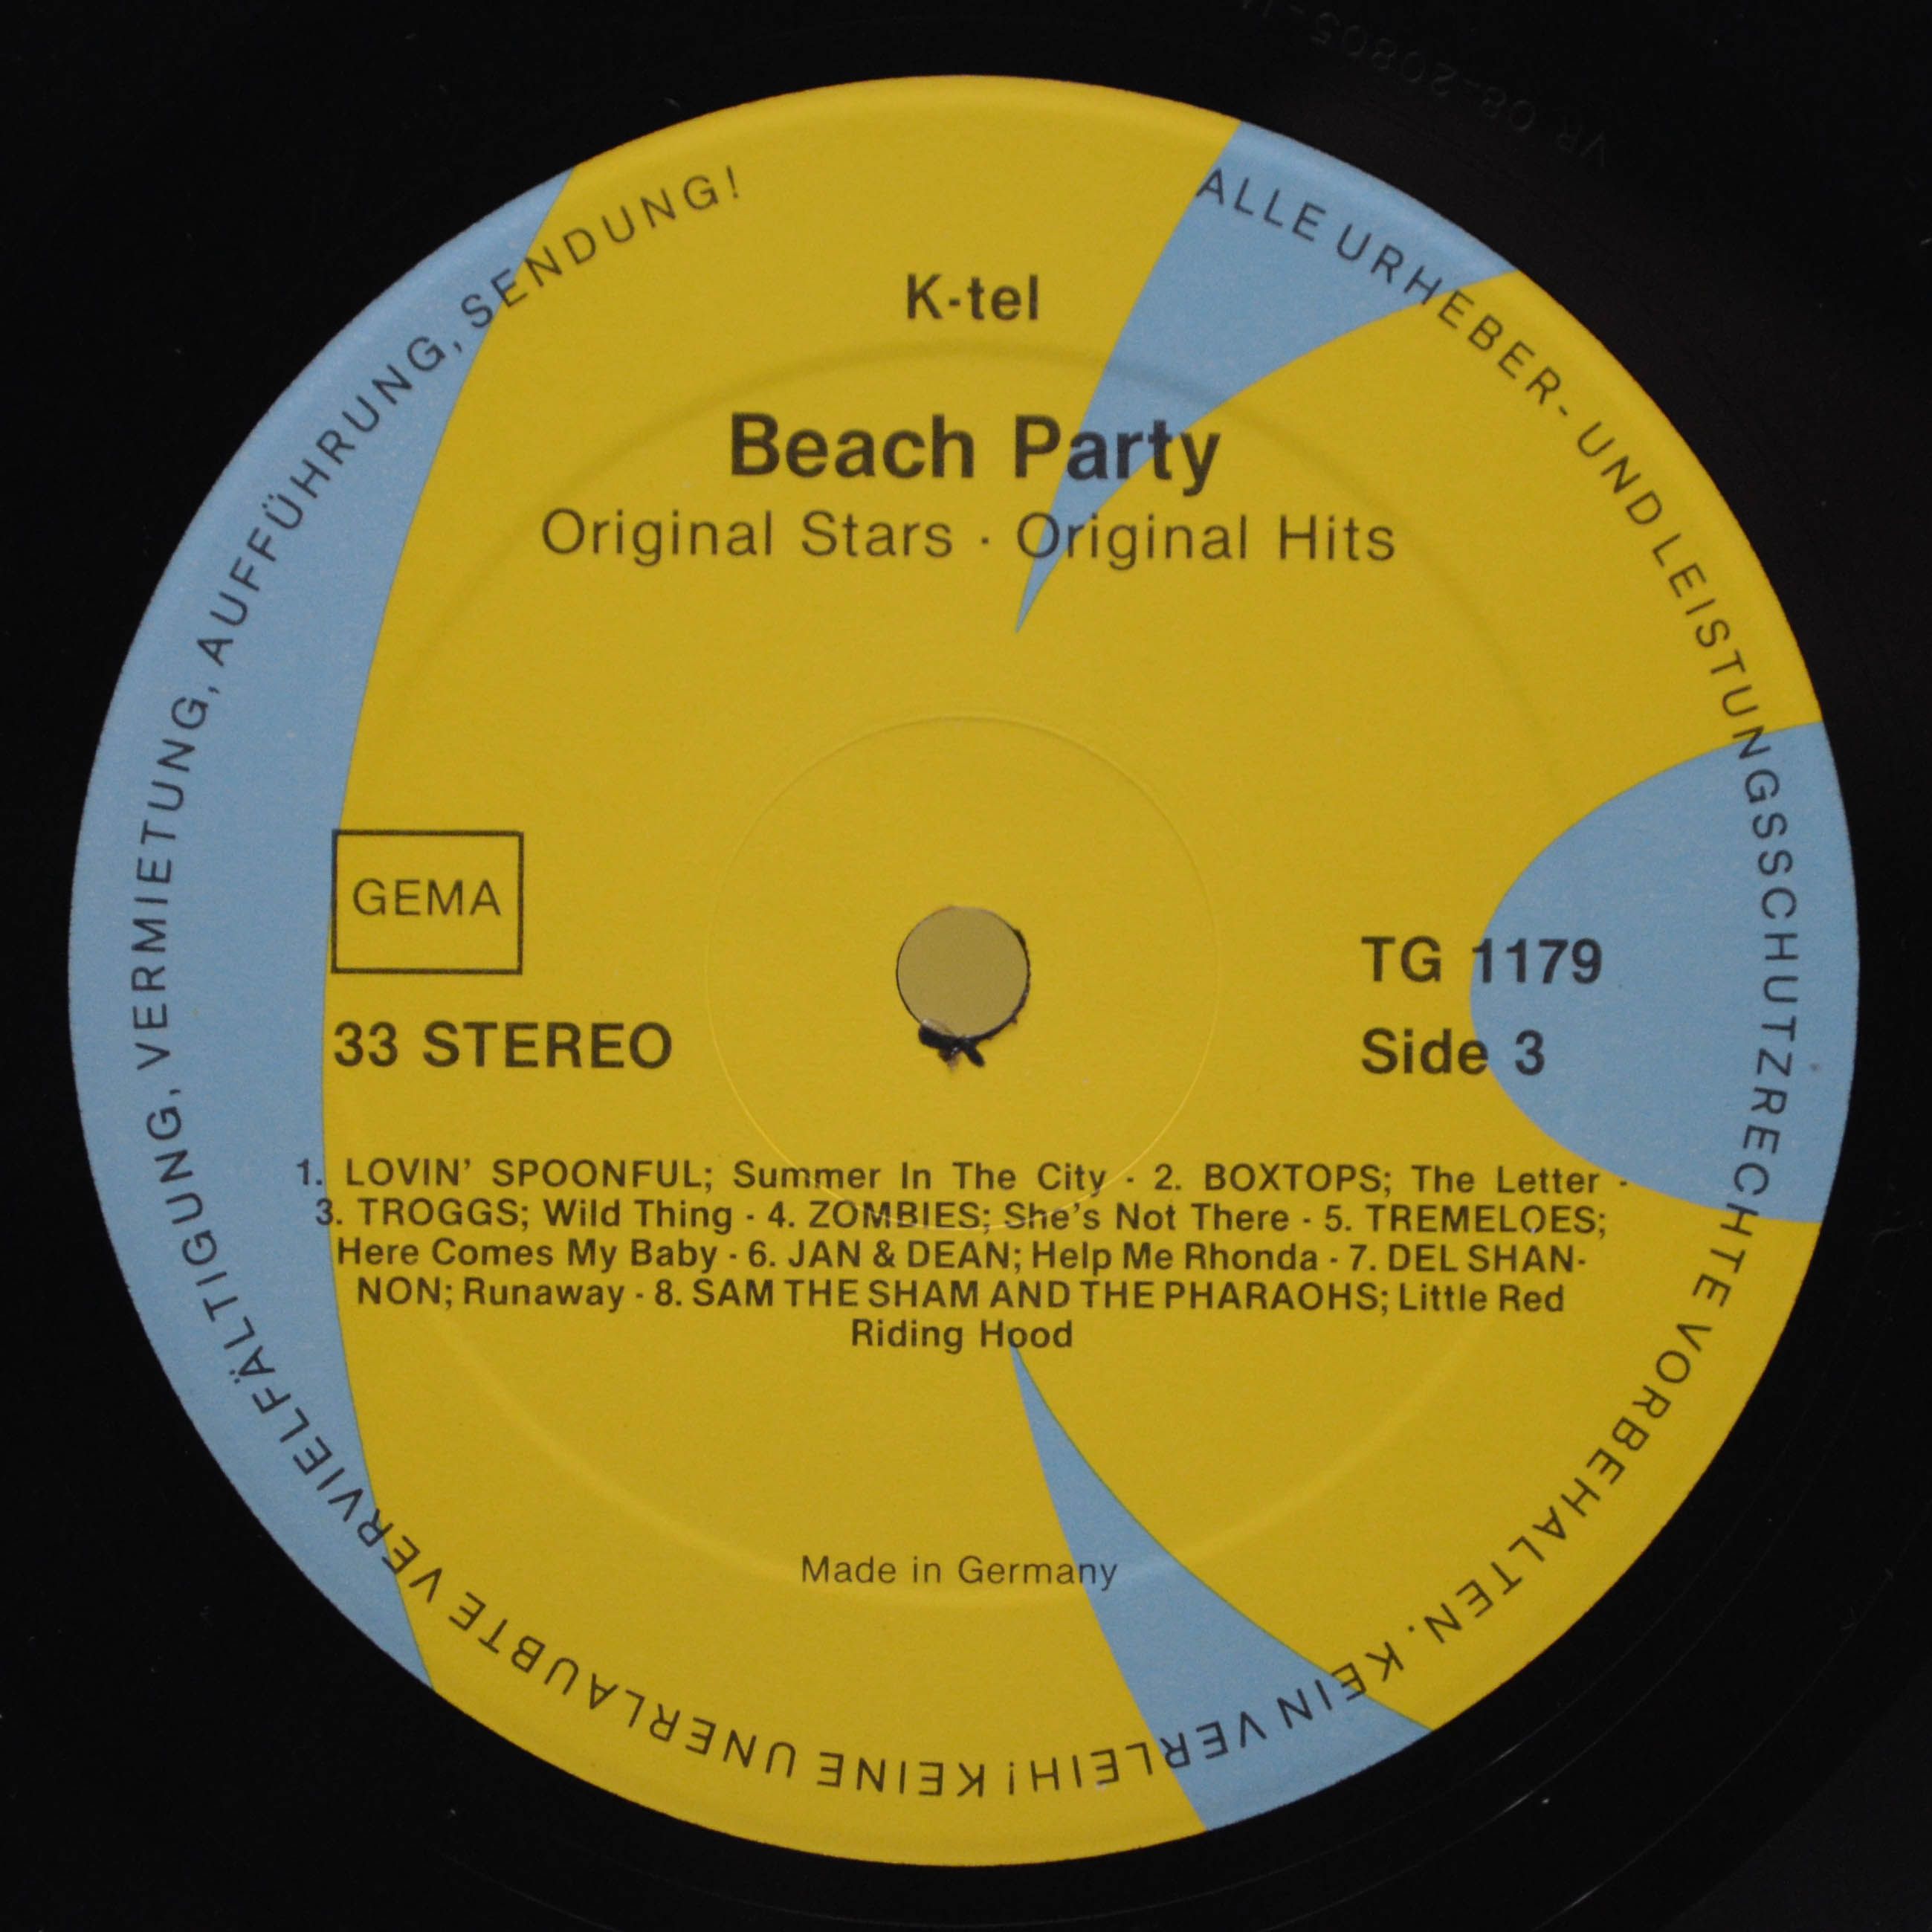 K-tel
Beach Party
Original Stars · Original Hits
GEMA
33 STEREO
TG 1179
Side 3
1. LOVIN' SPOONFUL; Summer In The City - 2. BOXTOPS; The Letter -
3. TROGGS; Wild Thing - 4. ZOMBIES; She's Not There - 5. TREMELOES;
Here Comes My Baby - 6. JAN & DEAN; Help Me Rhonda - 7. DEL SHAN-
NON; Runaway - 8. SAM THE SHAM AND THE PHARAOHS; Little Red
Riding Hood
Made in Germany
ALLE URHEBER- UND LEISTUNGSSCHUTZRECHTE VORBEHALTEN. KEIN VERLEIH! KEINE UNERLAUBTE VERVIELFÄLTIGUNG, VERMIETUNG, AUFFÜHRUNG, SENDUNG!